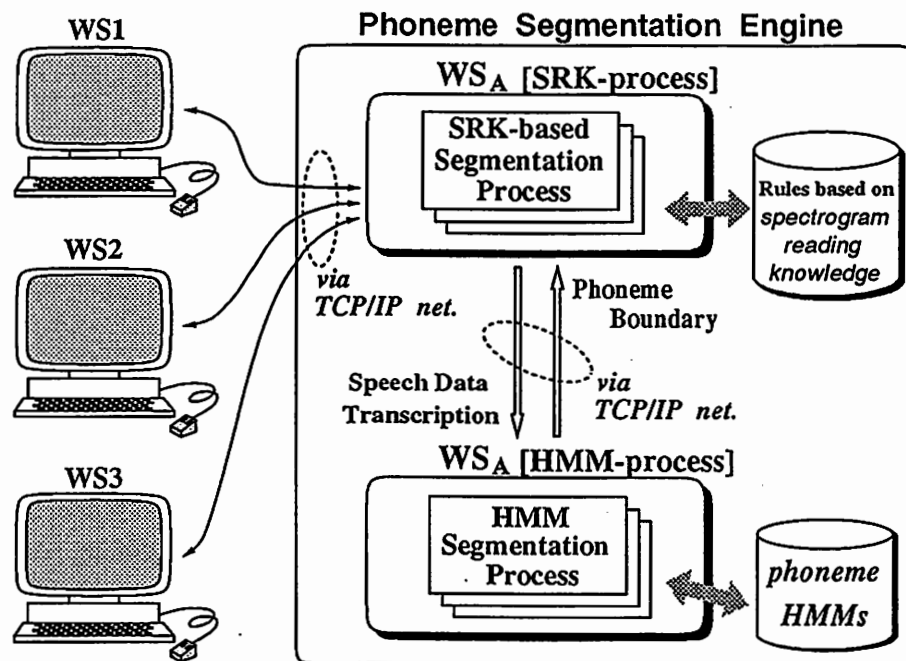 Phoneme Segmentation Engine
WS1
WS2
WS3
via
TCP/IP net.
WSA [SRK-process]
SRK-based
Segmentation
Process
Rules based on
spectrogram
reading
knowledge
Phoneme
Boundary
Speech Data
Transcription
via
TCP/IP net.
WSA [HMM-process]
HMM
Segmentation
Process
phoneme
HMMs